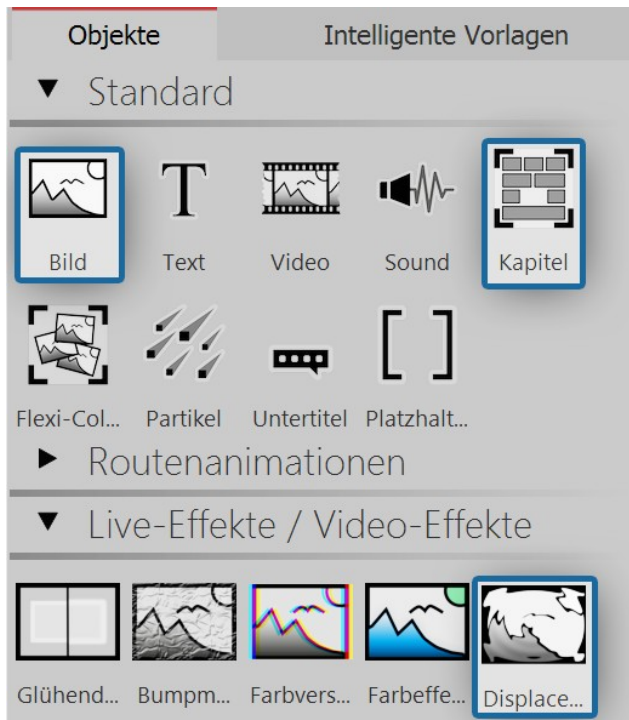 Objekte Intelligente Vorlagen
Standard
Bild Text Video Sound Kapitel
Flexi-Col... Partikel Untertitel Platzhalt...
Routenanimationen
Live-Effekte / Video-Effekte
Glühend... Bumpm... Farbvers... Farbeffe... Displace...